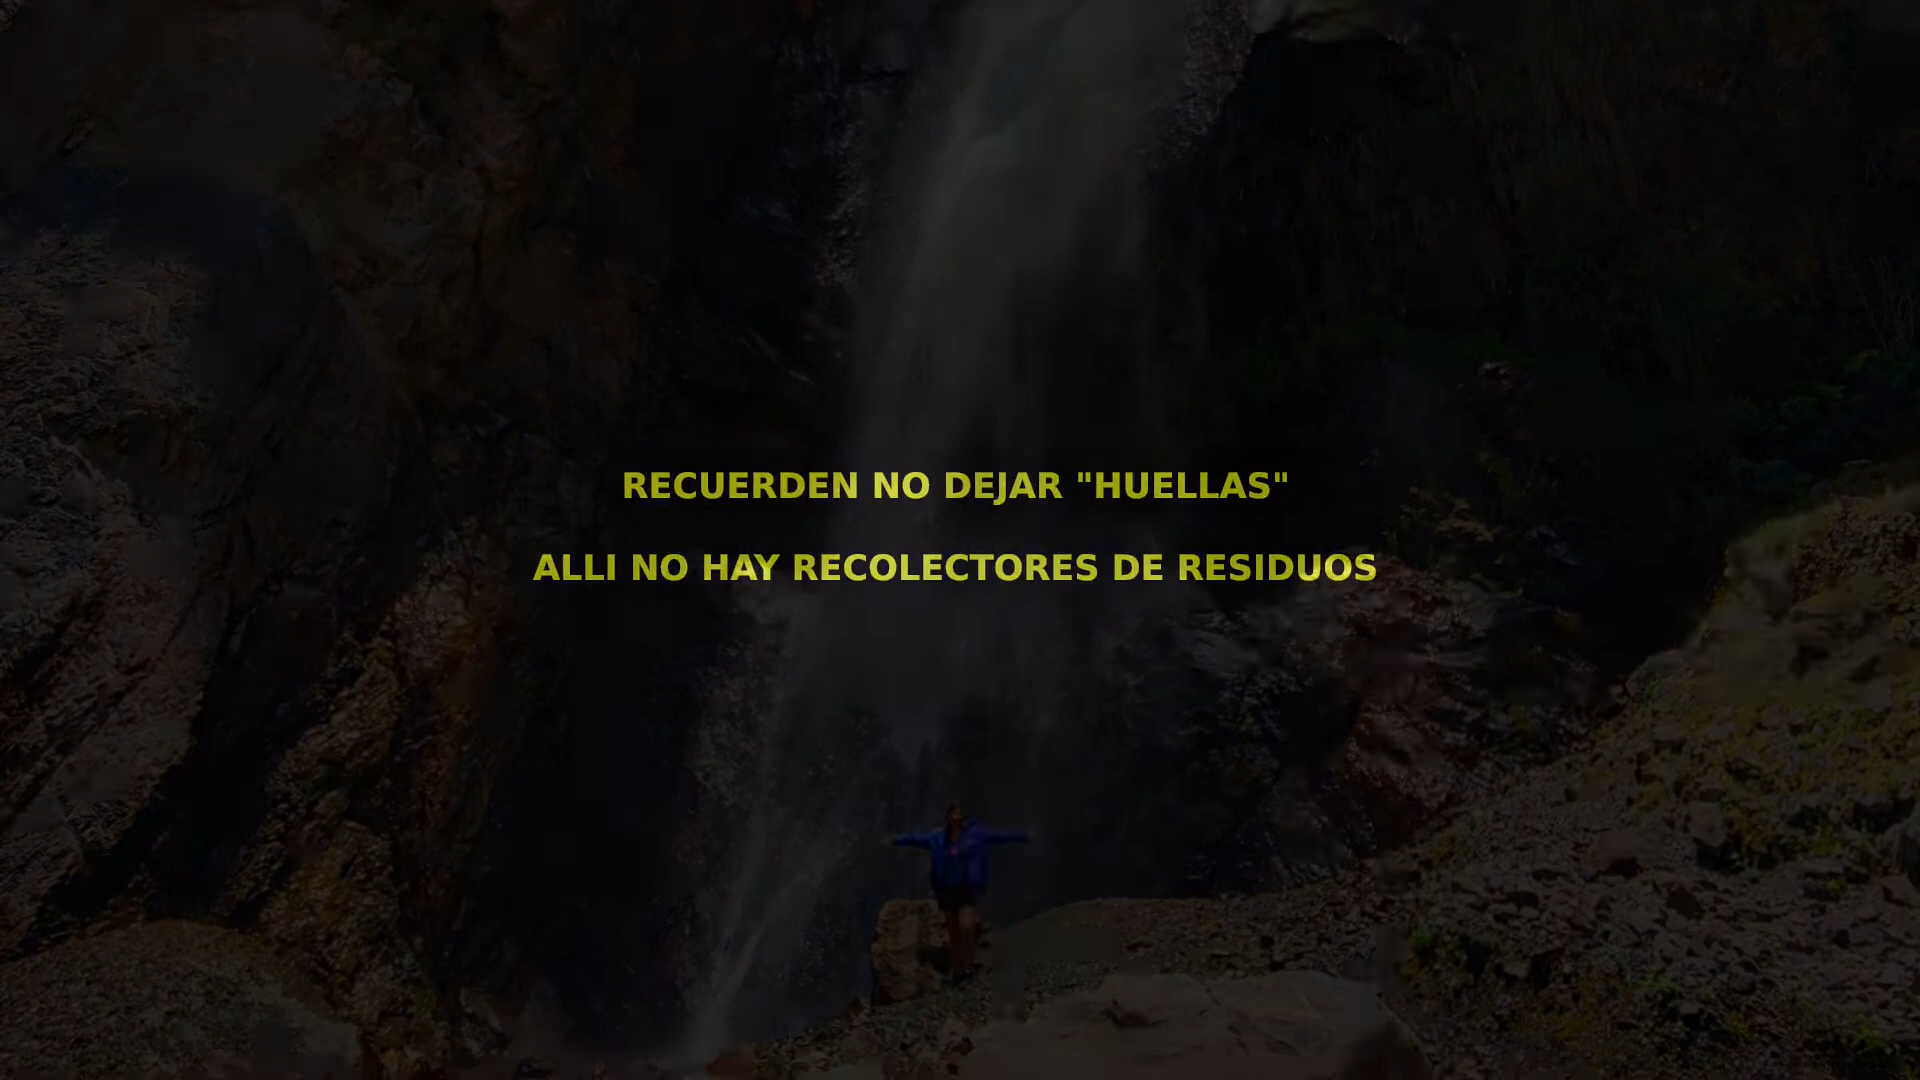 RECUERDEN NO DEJAR "HUELLAS"
ALLI NO HAY RECOLECTORES DE RESIDUOS